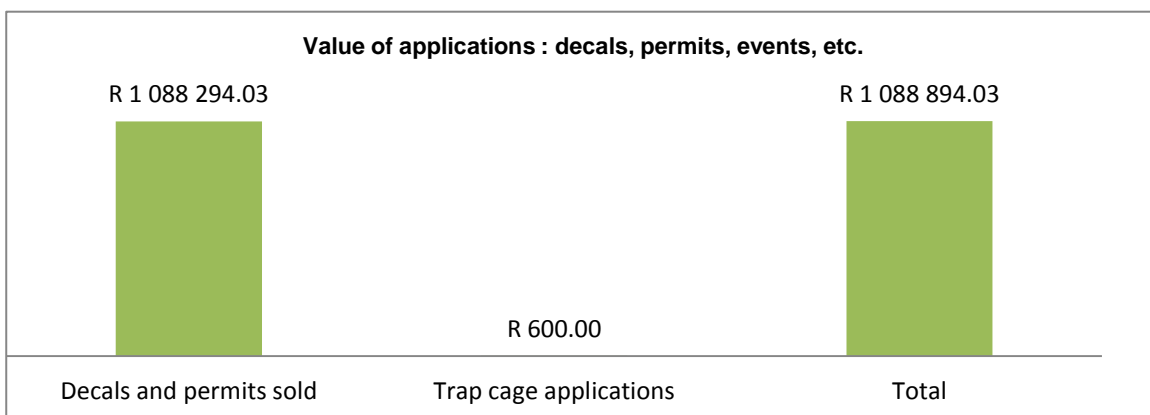 Value of applications : decals, permits, events, etc.
R 1 088 294.03
R 1 088 894.03
R 600.00
Decals and permits sold
Trap cage applications
Total